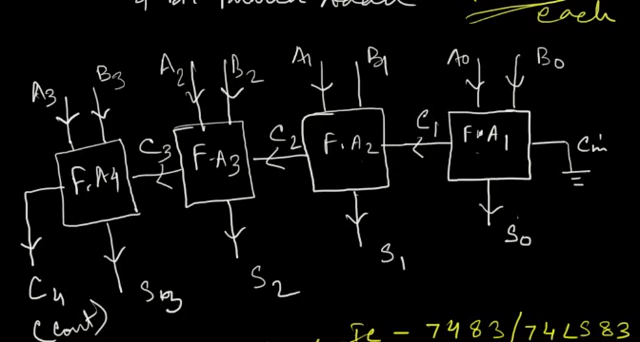 4 bit Parallel Adder
each
A3 B3 A2 B2 A1 B1 A0 B0
F.A4 C3 F.A3 C2 F.A2 C1 F.A1 Cin
C4 S3 S2 S1 S0
(Cout)
IC - 7483/74LS83